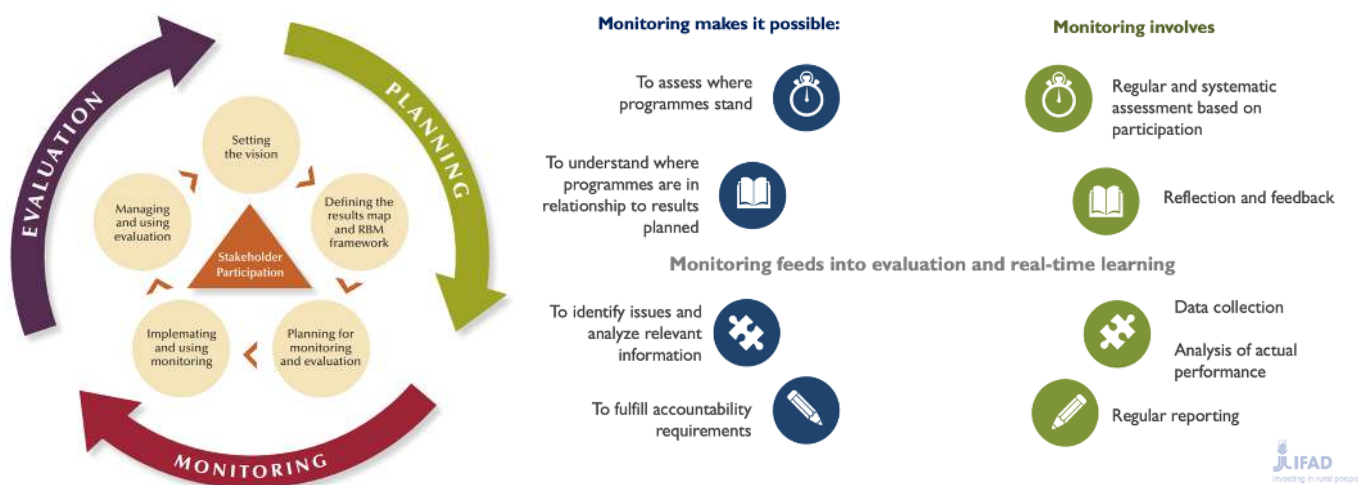 EVALUATION
PLANNING
MONITORING
Setting
the vision
Defining the
results map
and RBM
framework
Planning for
monitoring
and evaluation
Implemating
and using
monitoring
Managing
and using
evaluation
Stakeholder
Participation
Monitoring makes it possible:
To assess where
programmes stand
To understand where
programmes are in
relationship to results
planned
Monitoring involves
Regular and systematic
assessment based on
participation
Reflection and feedback
Monitoring feeds into evaluation and real-time learning
To identify issues and
analyze relevant
information
To fulfill accountability
requirements
Data collection
Analysis of actual
performance
Regular reporting
IFAD
Investing in rural people